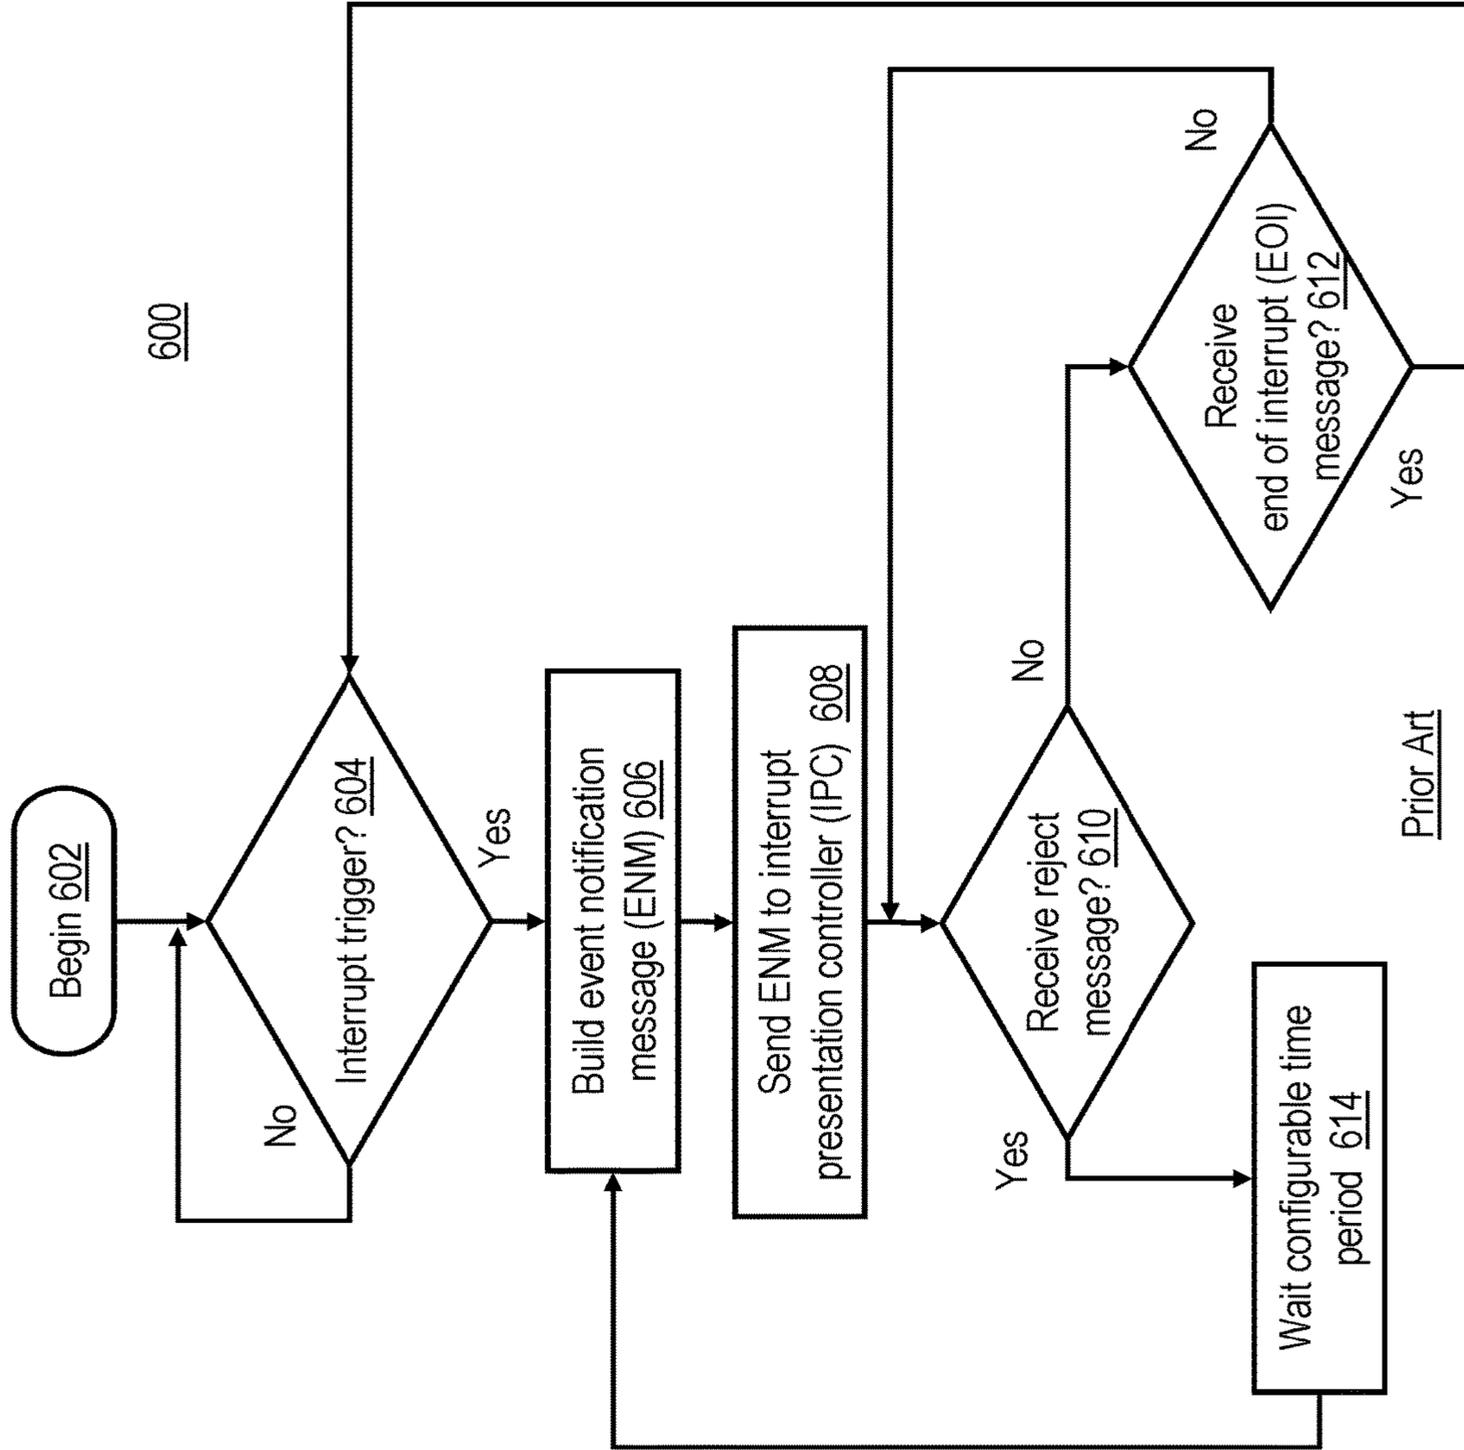 600
Begin 602
Interrupt trigger? 604
No
Yes
Build event notification
message (ENM) 606
Send ENM to interrupt
presentation controller (IPC) 608
Receive reject
message? 610
Yes
No
Receive
end of interrupt (EOI)
message? 612
No
Yes
Wait configurable time
period 614
Prior Art